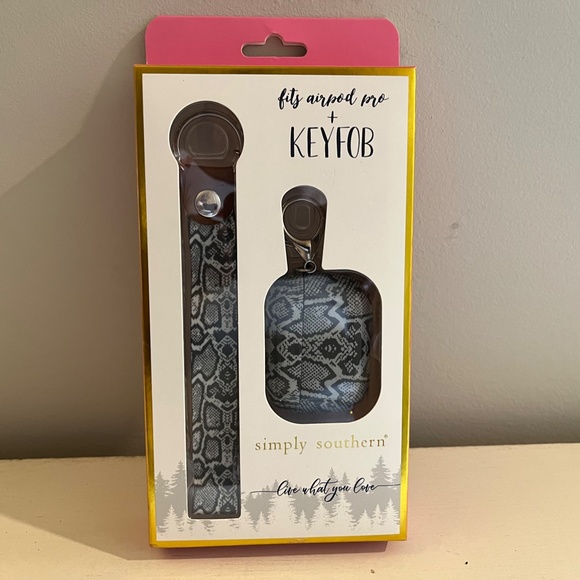 fits airpod pro
+
KEYFOB
simply southern®
live what you love